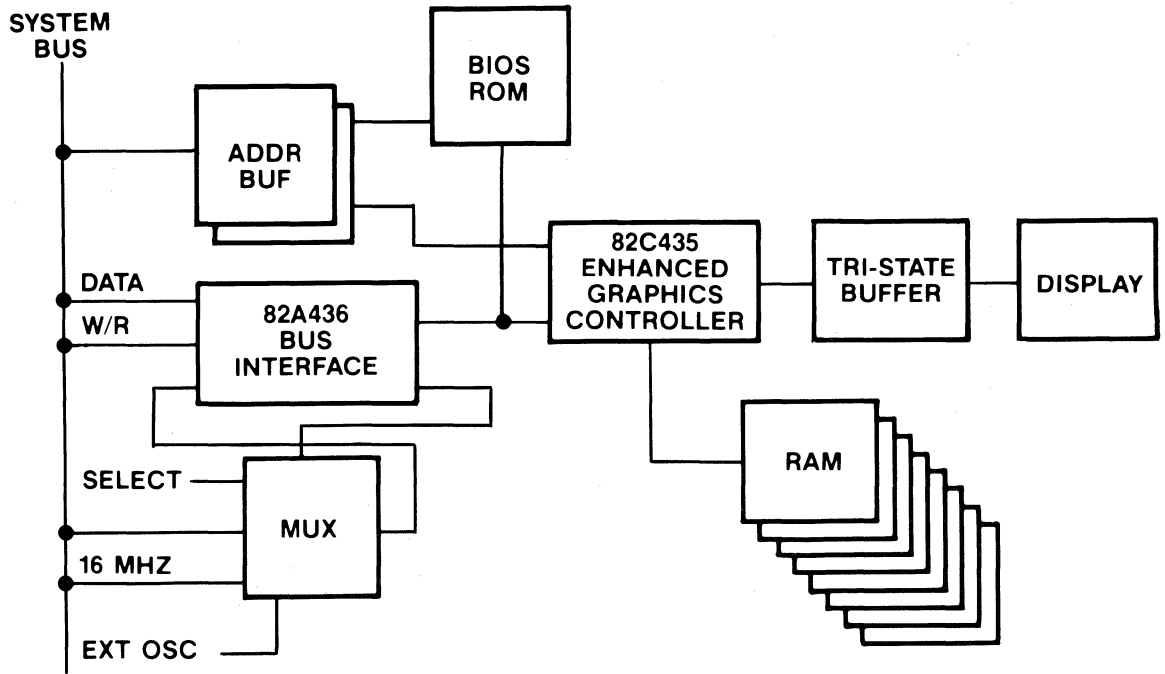 SYSTEM
BUS
BIOS
ROM
ADDR
BUF
82C435
ENHANCED
GRAPHICS
CONTROLLER
TRI-STATE
BUFFER
DISPLAY
DATA
W/R
82A436
BUS
INTERFACE
RAM
SELECT
MUX
16 MHZ
EXT OSC